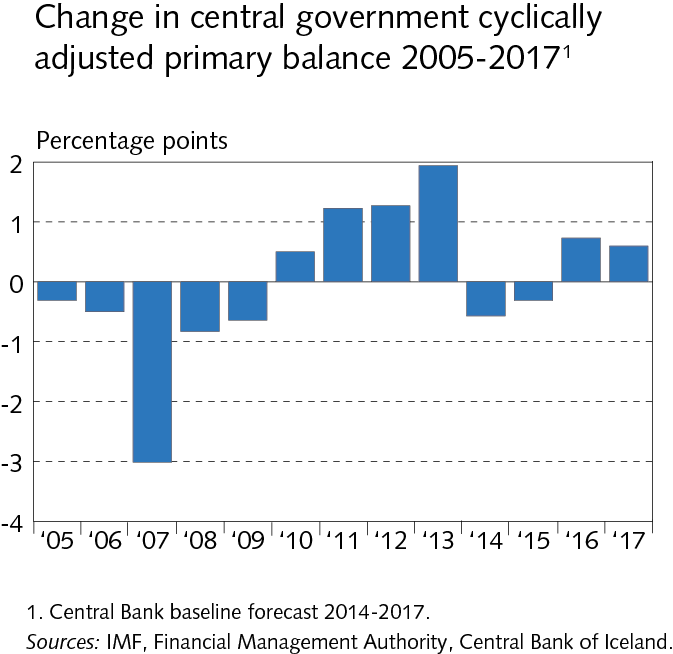 Change in central government cyclically
adjusted primary balance 2005-2017¹
Percentage points
2
1
0
-1
-2
-3
-4
‘05 ‘06 ‘07 ‘08 ‘09 ‘10 ‘11 ‘12 ‘13 ‘14 ‘15 ‘16 ‘17
1. Central Bank baseline forecast 2014-2017.
Sources: IMF, Financial Management Authority, Central Bank of Iceland.